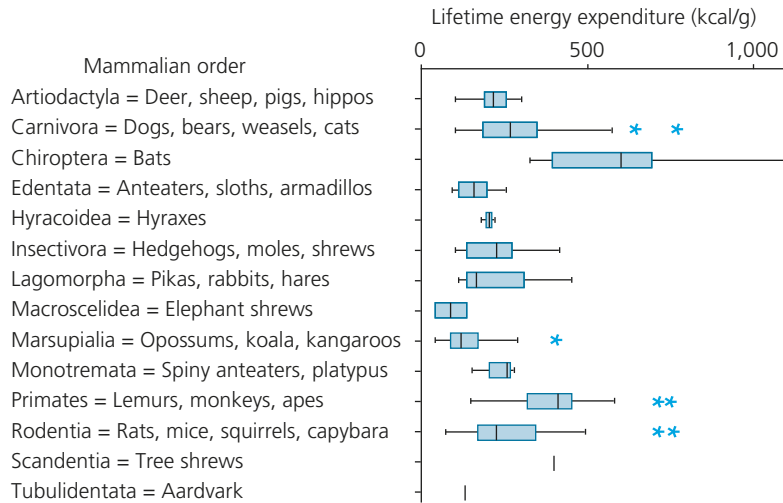 Lifetime energy expenditure (kcal/g)
0 500 1,000
Mammalian order
Artiodactyla = Deer, sheep, pigs, hippos
Carnivora = Dogs, bears, weasels, cats
Chiroptera = Bats
Edentata = Anteaters, sloths, armadillos
Hyracoidea = Hyraxes
Insectivora = Hedgehogs, moles, shrews
Lagomorpha = Pikas, rabbits, hares
Macroscelidea = Elephant shrews
Marsupialia = Opossums, koala, kangaroos
Monotremata = Spiny anteaters, platypus
Primates = Lemurs, monkeys, apes
Rodentia = Rats, mice, squirrels, capybara
Scandentia = Tree shrews
Tubulidentata = Aardvark